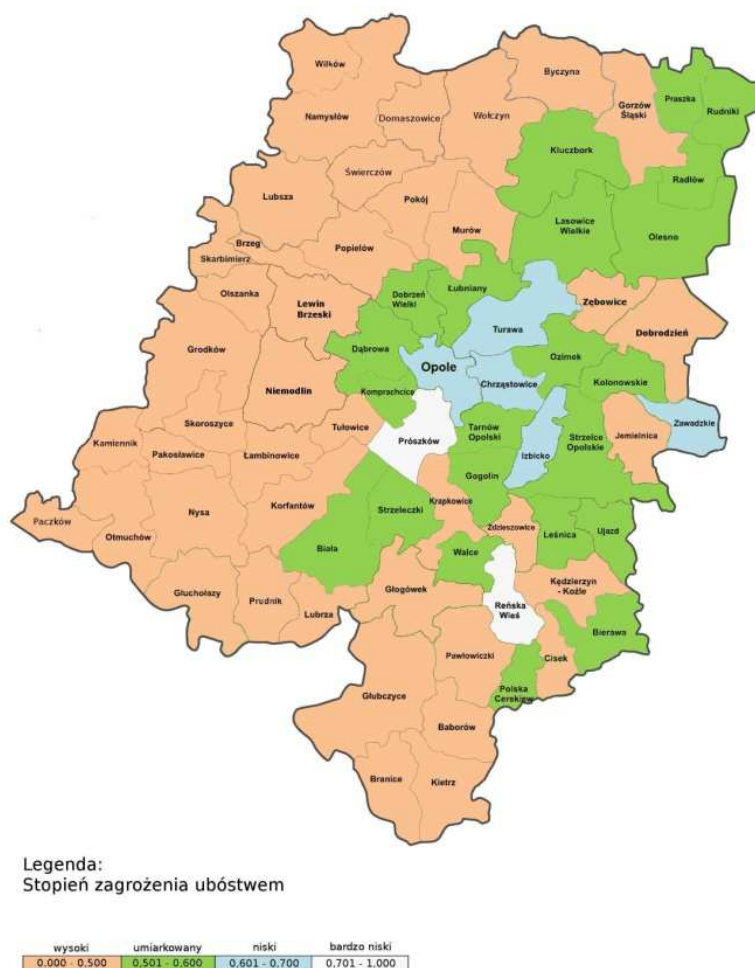 Wilków
Byczyna
Namysłów
Domaszowice
Wołczyn
Gorzów
Śląski
Praszka
Rudniki
Kluczbork
Świerczów
Radłów
Lubsza
Pokój
Lasowice
Wielkie
Murów
Olesno
Brzeg
Popielów
Skarbimierz
Olszanka
Lewin
Brzeski
Dobrzeń
Wielki
Łubniany
Zębowice
Turawa
Dobrodzień
Grodków
Dąbrowa
Opole
Ozimek
Chrząstowice
Kolonowskie
Niemodlin
Komprachcice
Skoroszyce
Tułowice
Prószków
Tarnów
Opolski
Izbicko
Strzelce
Opolskie
Jemielnica
Zawadzkie
Kamiennik
Pakosławice
Łambinowice
Gogolin
Paczków
Nysa
Korfantów
Strzeleczki
Krapkowice
Zdzieszowice
Otmuchów
Biała
Walce
Leśnica
Ujazd
Głuchołazy
Prudnik
Lubrza
Głogówek
Reńska
Wieś
Kędzierzyn
- Koźle
Bierawa
Pawłowiczki
Cisek
Głubczyce
Polska
Cerekiew
Baborów
Branice
Kietrz
Legenda:
Stopień zagrożenia ubóstwem
wysoki umiarkowany niski bardzo niski
0.000 - 0.500 0,501 - 0.600 0,601 - 0.700 0,701 - 1.000